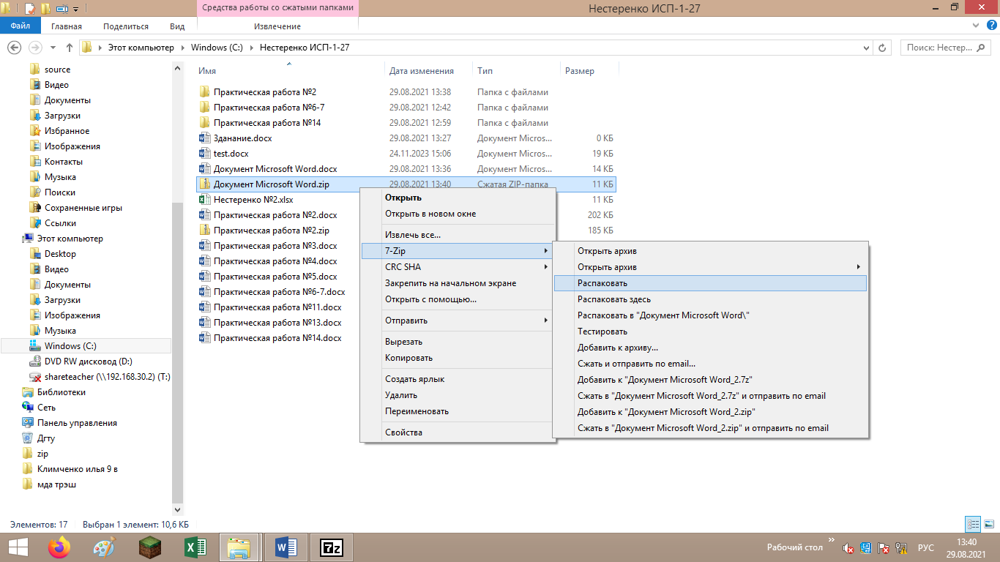 Средства работы со сжатыми папками
Нестеренко ИСП-1-27
Файл
Главная
Поделиться
Вид
Извлечение
Этот компьютер
Windows (C:)
Нестеренко ИСП-1-27
Поиск: Нестер...
source
Видео
Документы
Загрузки
Избранное
Изображения
Контакты
Музыка
Поиски
Сохраненные игры
Ссылки
Этот компьютер
Desktop
Видео
Документы
Загрузки
Изображения
Музыка
Windows (C:)
DVD RW дисковод (D:)
shareteacher (\\192.168.30.2) (T:)
Библиотеки
Сеть
Панель управления
Дгту
zip
Климченко илья 9 в
мда трэш
Имя Дата изменения Тип Размер
Практическая работа №2 29.08.2021 13:38 Папка с файлами
Практическая работа №6-7 29.08.2021 12:42 Папка с файлами
Практическая работа №14 29.08.2021 12:59 Папка с файлами
Зданание.docx 29.08.2021 13:27 Документ Micros... 0 КБ
test.docx 24.11.2023 15:06 Документ Micros... 19 КБ
Документ Microsoft Word.docx 29.08.2021 13:36 Документ Micros... 14 КБ
Документ Microsoft Word.zip 29.08.2021 13:40 Сжатая ZIP-папка 11 КБ
Нестеренко №2.xlsx 11 КБ
Практическая работа №2.docx 202 КБ
Практическая работа №2.zip 185 КБ
Практическая работа №3.docx
Практическая работа №4.docx
Практическая работа №5.docx
Практическая работа №6-7.docx
Практическая работа №11.docx
Практическая работа №13.docx
Практическая работа №14.docx
Открыть
Открыть в новом окне
Извлечь все...
7-Zip
CRC SHA
Закрепить на начальном экране
Открыть с помощью...
Отправить
Вырезать
Копировать
Создать ярлык
Удалить
Переименовать
Свойства
Открыть архив
Открыть архив
Распаковать
Распаковать здесь
Распаковать в "Документ Microsoft Word\"
Тестировать
Добавить к архиву...
Сжать и отправить по email...
Добавить к "Документ Microsoft Word_2.7z"
Сжать в "Документ Microsoft Word_2.7z" и отправить по email
Добавить к "Документ Microsoft Word_2.zip"
Сжать в "Документ Microsoft Word_2.zip" и отправить по email
Элементов: 17 Выбран 1 элемент: 10,6 КБ
7z
Рабочий стол
РУС
13:40
29.08.2021